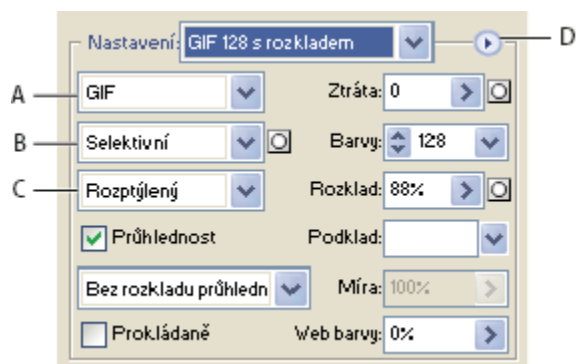 Nastavení: GIF 128 s rozkladem D
A GIF Ztráta: 0
B Selektivní Barvy: 128
C Rozptýlený Rozklad: 88%
Průhlednost Podklad:
Bez rozkladu průhledn Míra: 100%
Prokládaně Web barvy: 0%